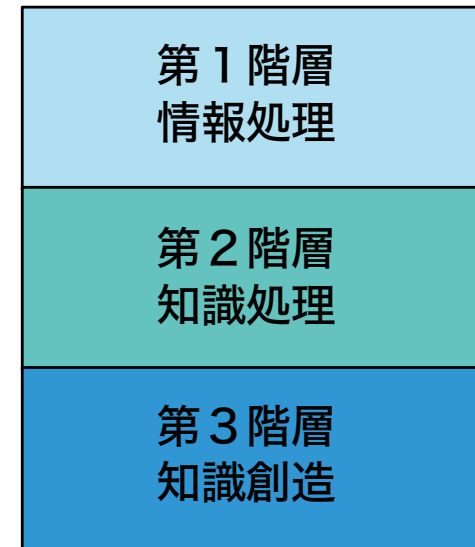 第１階層
情報処理
第２階層
知識処理
第３階層
知識創造